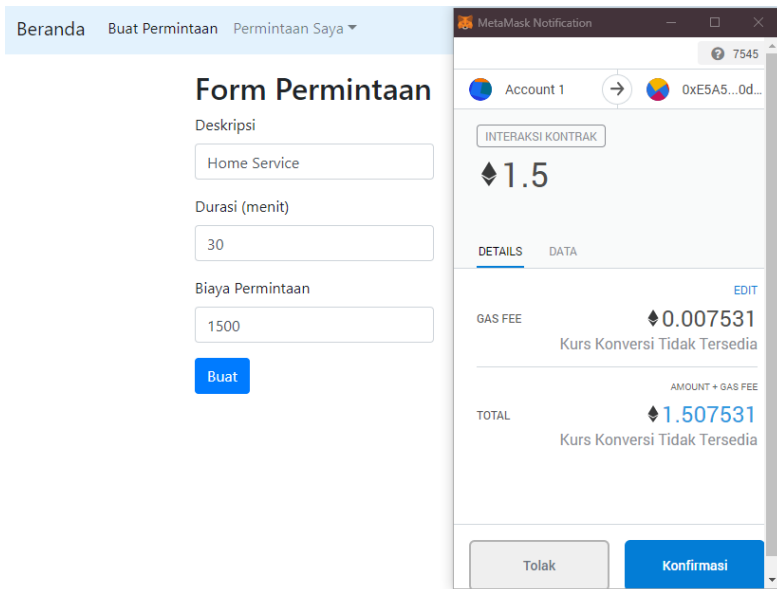 Beranda Buat Permintaan Permintaan Saya
Form Permintaan
Deskripsi
Home Service
Durasi (menit)
30
Biaya Permintaan
1500
Buat
MetaMask Notification
7545
Account 1 0xE5A5...0d...
INTERAKSI KONTRAK
1.5
DETAILS DATA
EDIT
GAS FEE 0.007531
Kurs Konversi Tidak Tersedia
AMOUNT + GAS FEE
TOTAL 1.507531
Kurs Konversi Tidak Tersedia
Tolak Konfirmasi